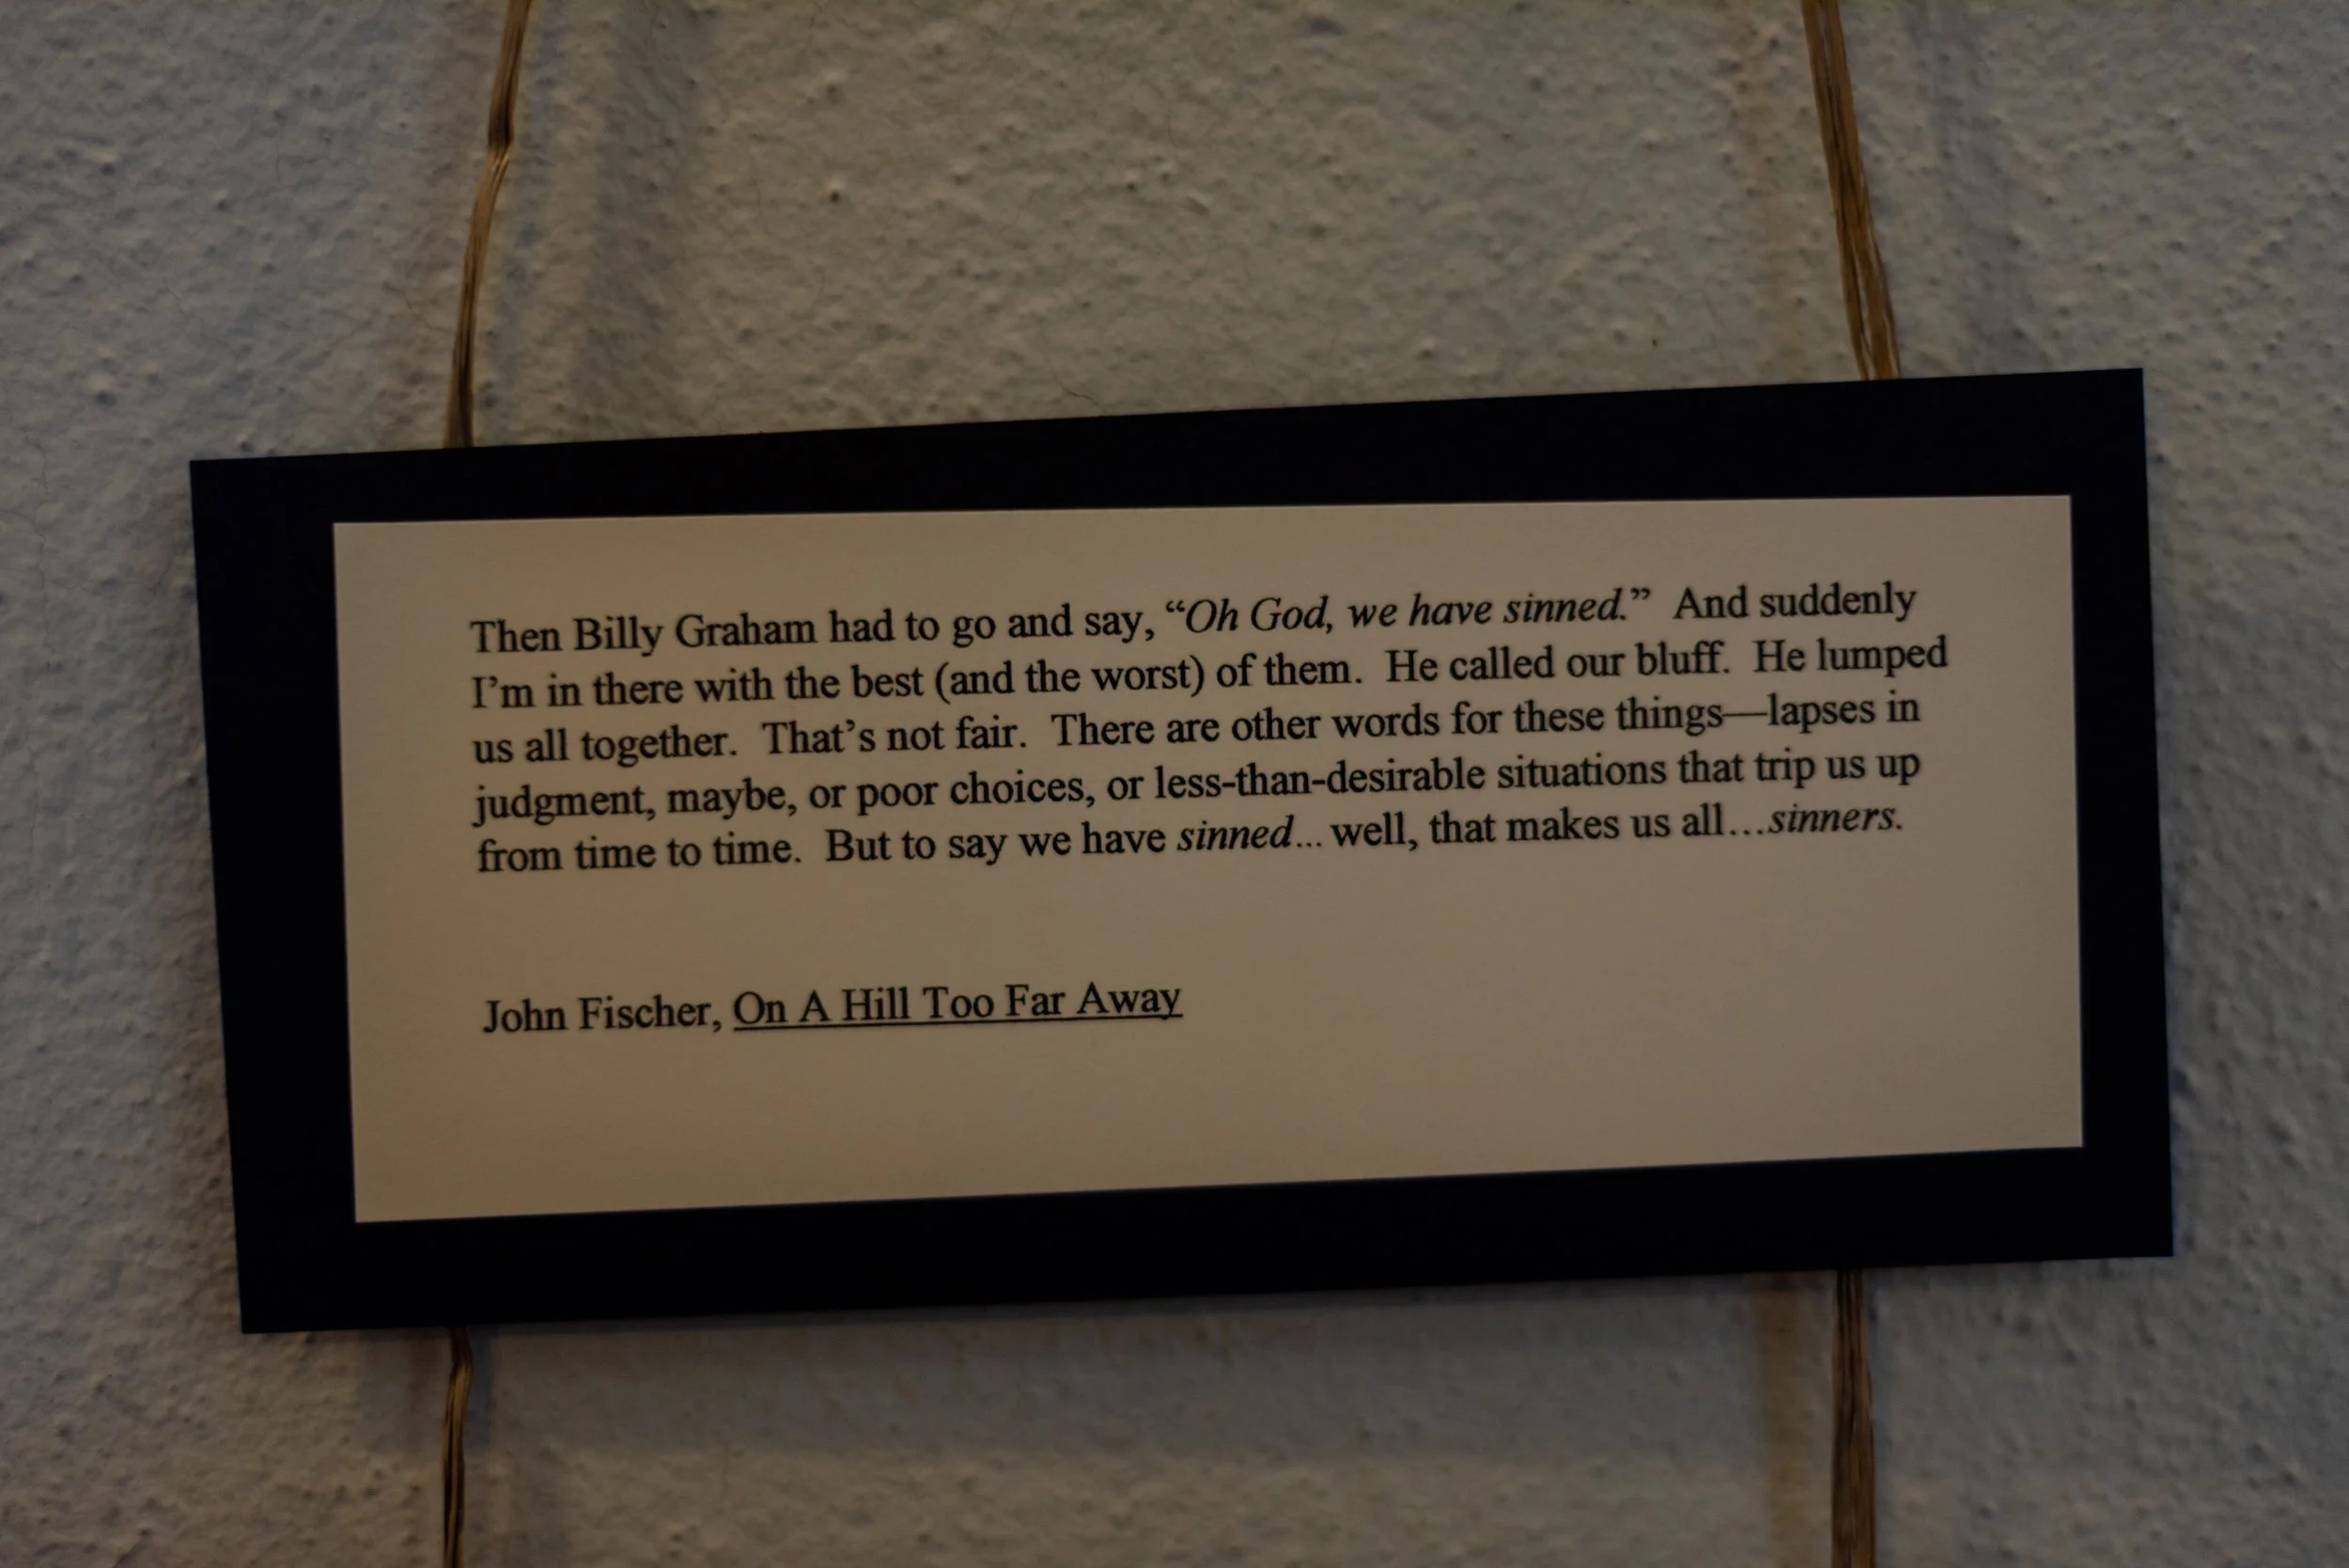 Then Billy Graham had to go and say, “Oh God, we have sinned.” And suddenly
I’m in there with the best (and the worst) of them. He called our bluff. He lumped
us all together. That’s not fair. There are other words for these things—lapses in
judgment, maybe, or poor choices, or less-than-desirable situations that trip us up
from time to time. But to say we have sinned... well, that makes us all...sinners.
John Fischer, On A Hill Too Far Away